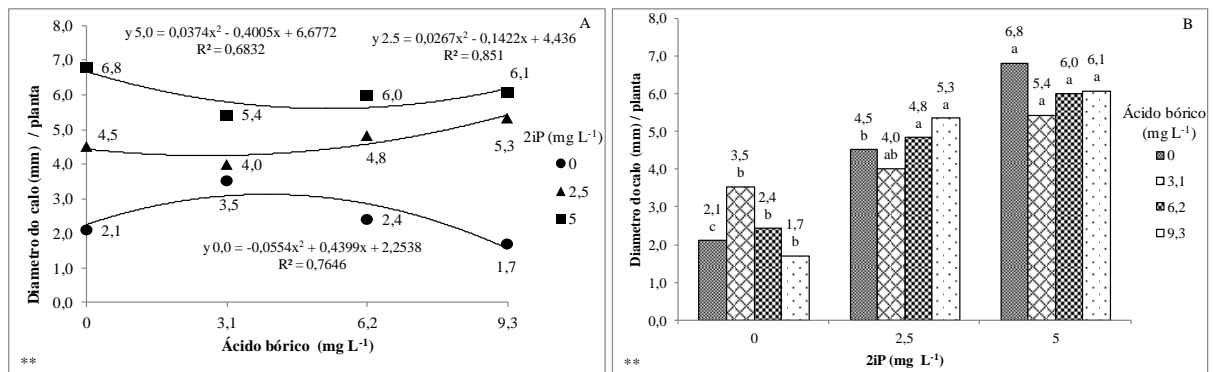 A
y 5,0 = 0,0374x² - 0,4005x + 6,6772
R² = 0,6832
y 2.5 = 0,0267x² - 0,1422x + 4,436
R² = 0,851
Diametro do calo (mm) / planta
8,0
7,0
6,0
5,0
4,0
3,0
2,0
1,0
0,0
6,8
5,4
6,0
6,1
4,5
4,0
4,8
5,3
2,1
3,5
2,4
1,7
y 0,0 = -0,0554x² + 0,4399x + 2,2538
R² = 0,7646
2iP (mg L⁻¹)
0
2,5
5
0 3,1 6,2 9,3
Ácido bórico (mg L⁻¹)
**
B
Diametro do calo (mm) / planta
8,0
7,0
6,0
5,0
4,0
3,0
2,0
1,0
0,0
2,1
c
3,5
b
2,4
b
1,7
b
4,5
b
4,0
ab
4,8
a
5,3
a
6,8
a
5,4
a
6,0
a
6,1
a
Ácido bórico
(mg L⁻¹)
0
3,1
6,2
9,3
0 2,5 5
2iP (mg L⁻¹)
**